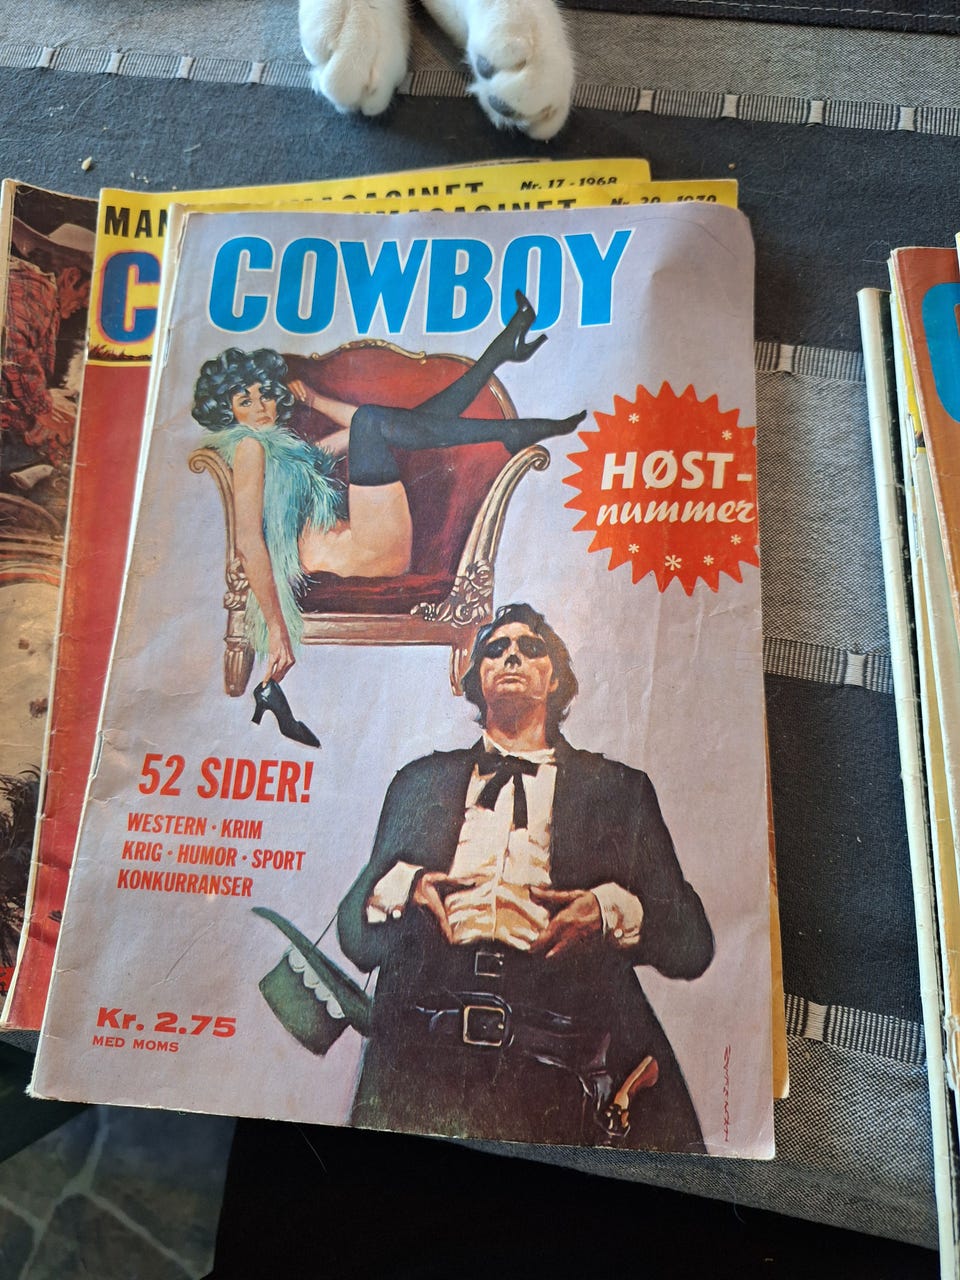 Nr. 17 - 1968
MAN
COWBOY
HØST-
nummer
52 SIDER!
WESTERN · KRIM
KRIG · HUMOR · SPORT
KONKURRANSER
Kr. 2.75
MED MOMS